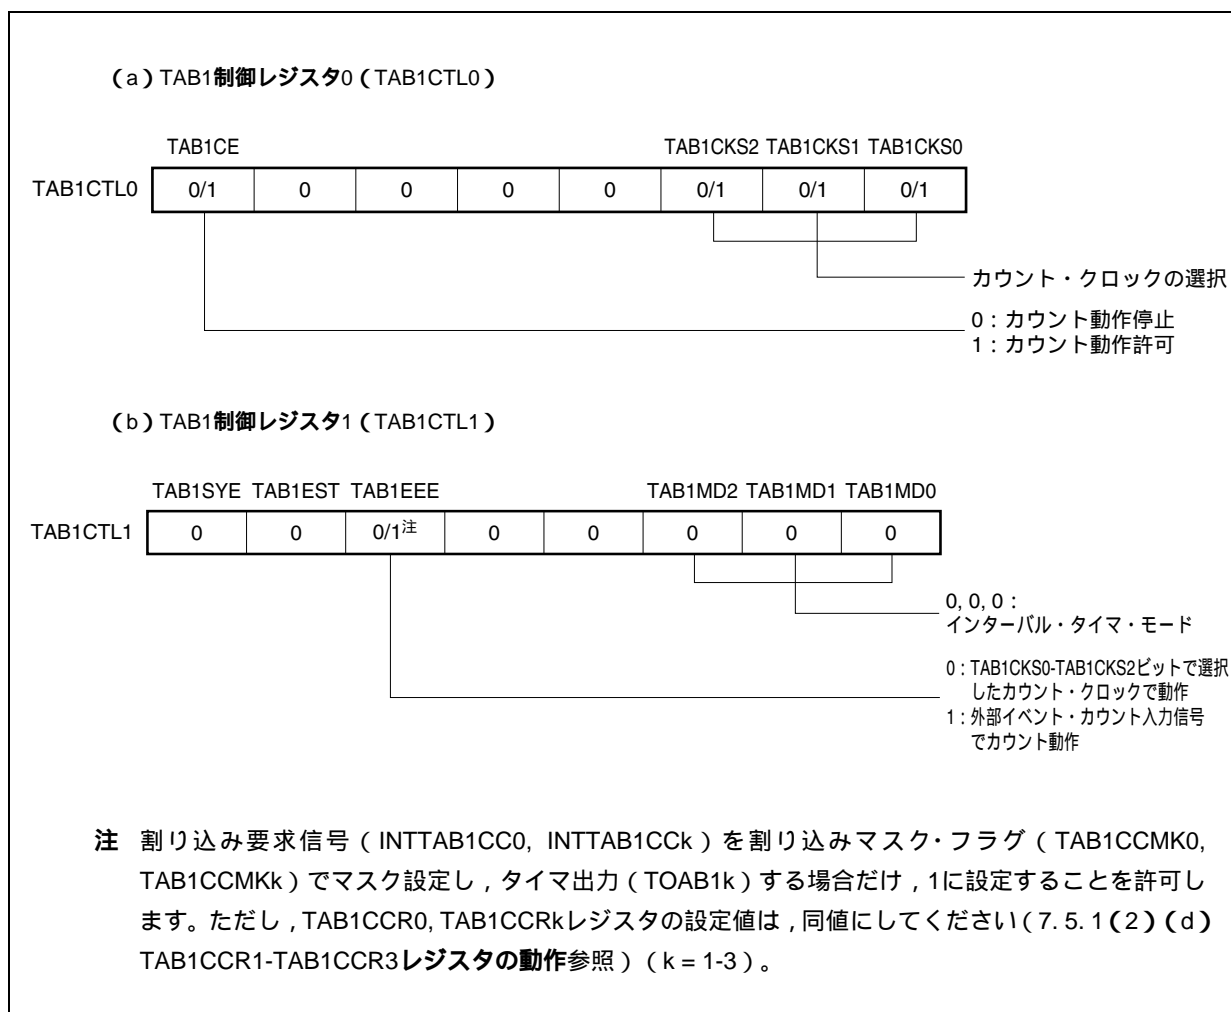 (a)TAB1制御レジスタ0(TAB1CTL0)
TAB1CE TAB1CKS2 TAB1CKS1 TAB1CKS0
TAB1CTL0 0/1 0 0 0 0 0/1 0/1 0/1
カウント・クロックの選択
0:カウント動作停止
1:カウント動作許可
(b)TAB1制御レジスタ1(TAB1CTL1)
TAB1SYE TAB1EST TAB1EEE TAB1MD2 TAB1MD1 TAB1MD0
TAB1CTL1 0 0 0/1注 0 0 0 0 0
0, 0, 0:
インターバル・タイマ・モード
0:TAB1CKS0-TAB1CKS2ビットで選択
したカウント・クロックで動作
1:外部イベント・カウント入力信号
でカウント動作
注 割り込み要求信号(INTTAB1CC0, INTTAB1CCk)を割り込みマスク・フラグ(TAB1CCMK0,
TAB1CCMKk)でマスク設定し,タイマ出力(TOAB1k)する場合だけ,1に設定することを許可し
ます。ただし,TAB1CCR0, TAB1CCRkレジスタの設定値は,同値にしてください(7. 5. 1(2)(d)
TAB1CCR1-TAB1CCR3レジスタの動作参照)(k = 1-3)。